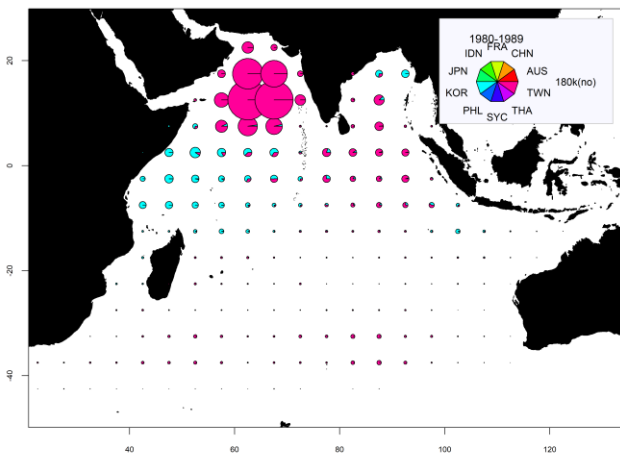 20
0
-20
-40
40
60
80
100
120
1980-1989
FRA
IDN
CHN
JPN
AUS
KOR
TWN
180k(no)
PHL
THA
SYC